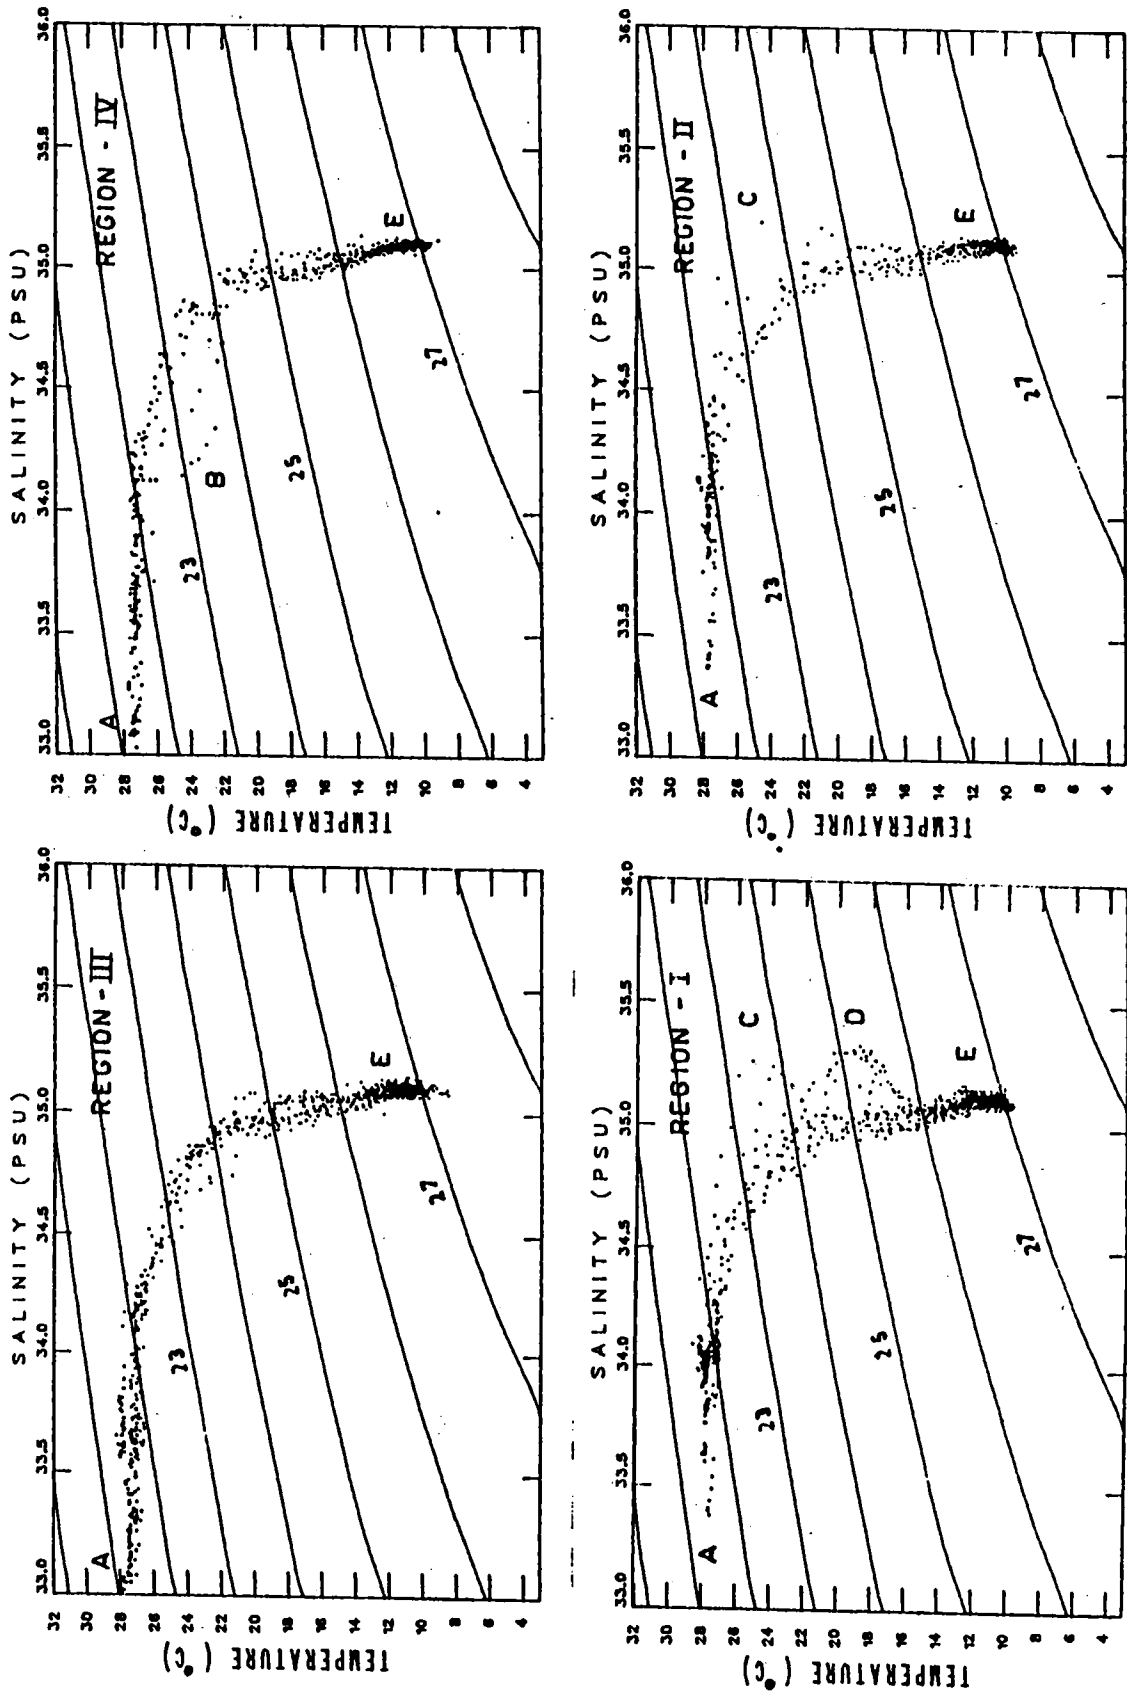 SALINITY (PSU)
33.0 33.5 34.0 34.5 35.0 35.5 36.0
REGION - III
TEMPERATURE (°C)
32
30
28
26
24
22
20
18
16
14
12
10
8
6
4
A
E
23
25
27
SALINITY (PSU)
33.0 33.5 34.0 34.5 35.0 35.5 36.0
REGION - IV
TEMPERATURE (°C)
32
30
28
26
24
22
20
18
16
14
12
10
8
6
4
A
B
E
23
25
27
SALINITY (PSU)
33.0 33.5 34.0 34.5 35.0 35.5 36.0
REGION - I
TEMPERATURE (°C)
32
30
28
26
24
22
20
18
16
14
12
10
8
6
4
A
C
D
E
23
25
27
SALINITY (PSU)
33.0 33.5 34.0 34.5 35.0 35.5 36.0
REGION - II
TEMPERATURE (°C)
32
30
28
26
24
22
20
18
16
14
12
10
8
6
4
A
C
E
23
25
27